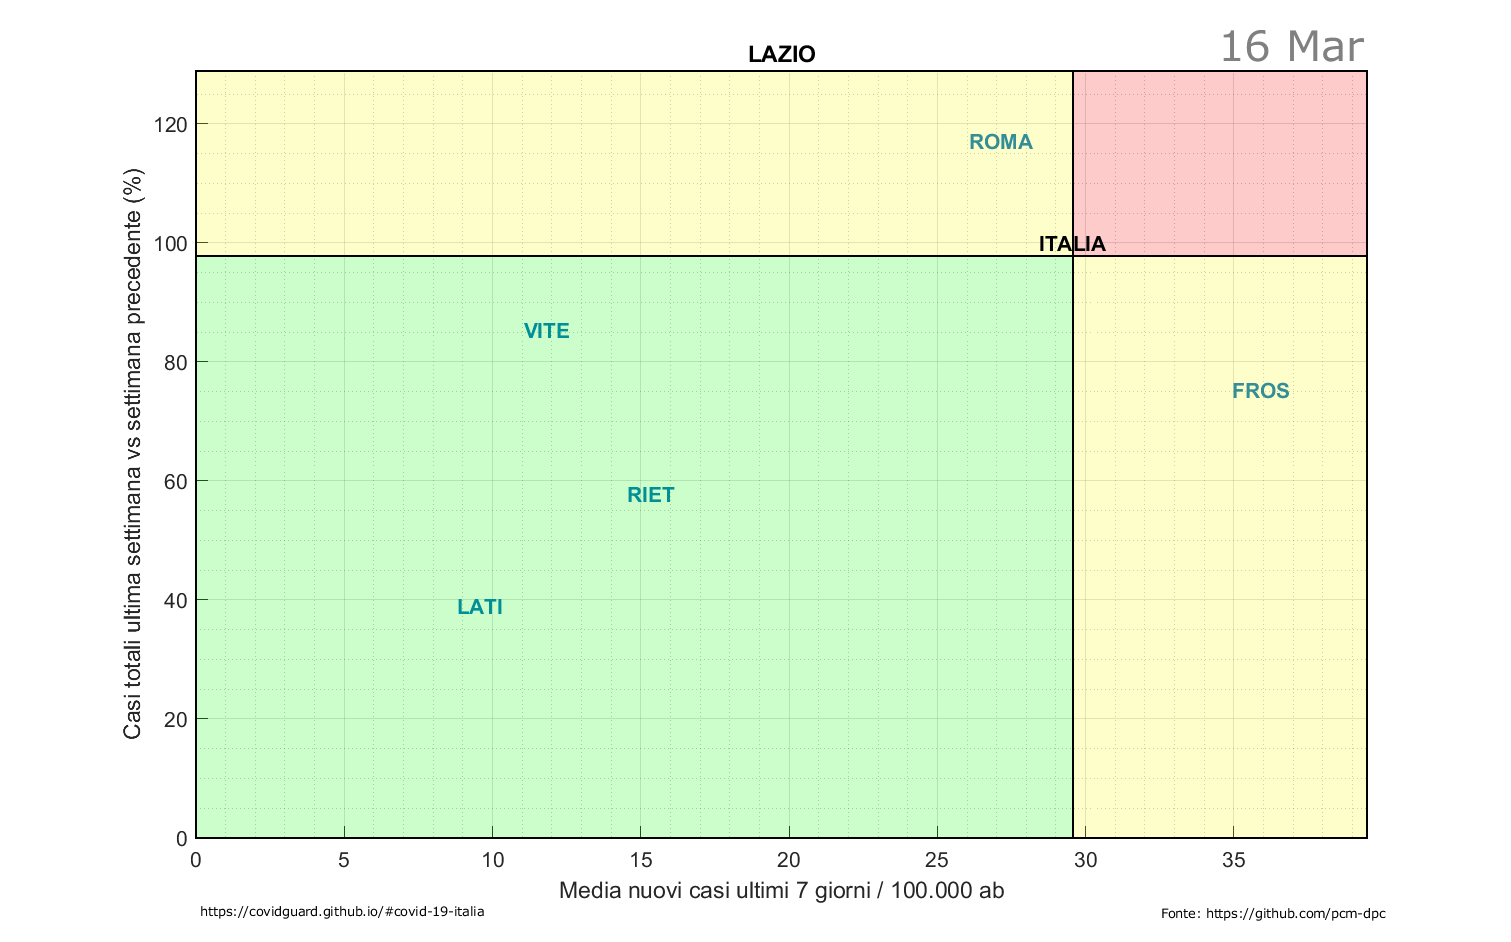 16 Mar
LAZIO
Casi totali ultima settimana vs settimana precedente (%)
120
100
80
60
40
20
0
ROMA
ITALIA
VITE
FROS
RIET
LATI
0 5 10 15 20 25 30 35
Media nuovi casi ultimi 7 giorni / 100.000 ab
https://covidguard.github.io/#covid-19-italia
Fonte: https://github.com/pcm-dpc